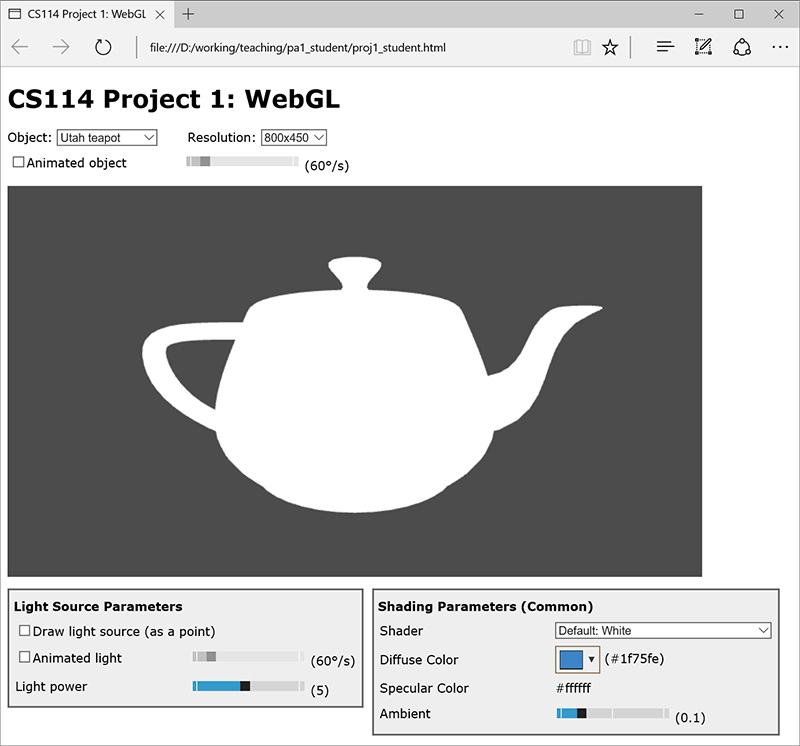 CS114 Project 1: WebGL
file:///D:/working/teaching/pa1_student/proj1_student.html
CS114 Project 1: WebGL
Object: Utah teapot Resolution: 800x450
Animated object (60°/s)
Light Source Parameters
Draw light source (as a point)
Animated light (60°/s)
Light power (5)
Shading Parameters (Common)
Shader Default: White
Diffuse Color (#1f75fe)
Specular Color #ffffff
Ambient (0.1)